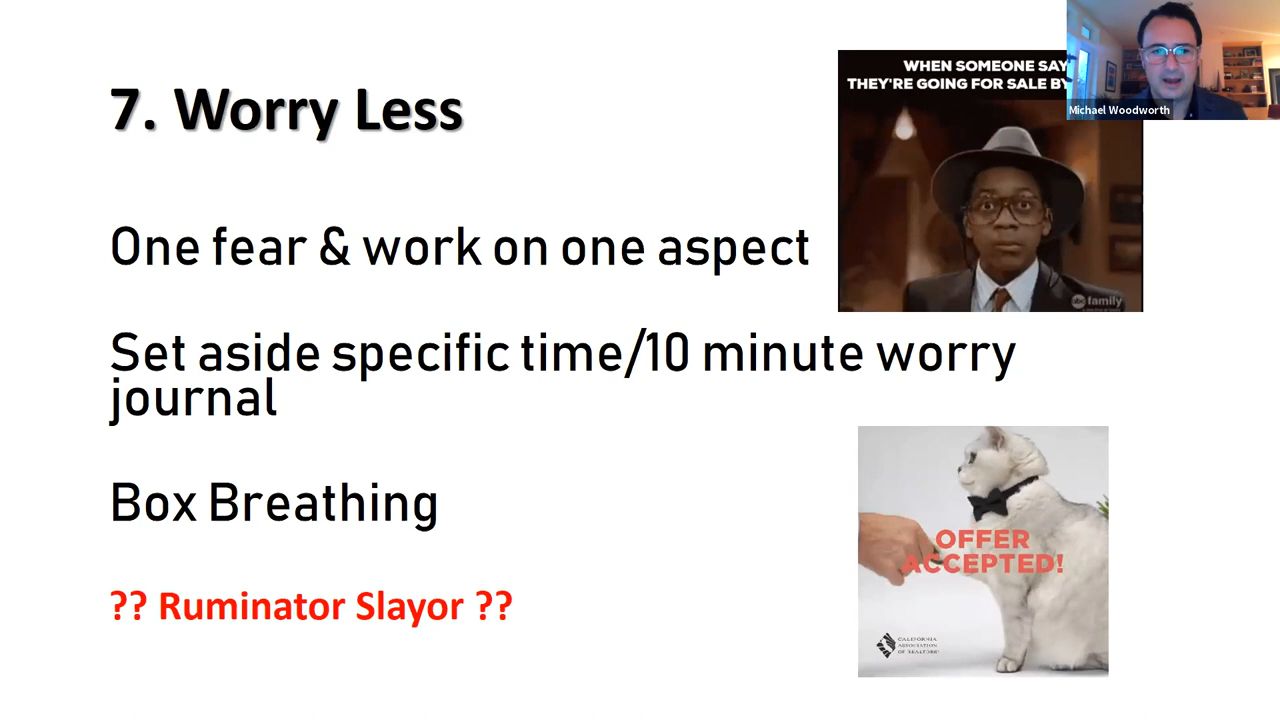 7. Worry Less
WHEN SOMEONE SAY
THEY'RE GOING FOR SALE BY
Michael Woodworth
One fear & work on one aspect
abc family
Set aside specific time/10 minute worry
journal
Box Breathing
OFFER
ACCEPTED!
?? Ruminator Slayor ??
CALIFORNIA
ASSOCIATION
OF REALTORS®